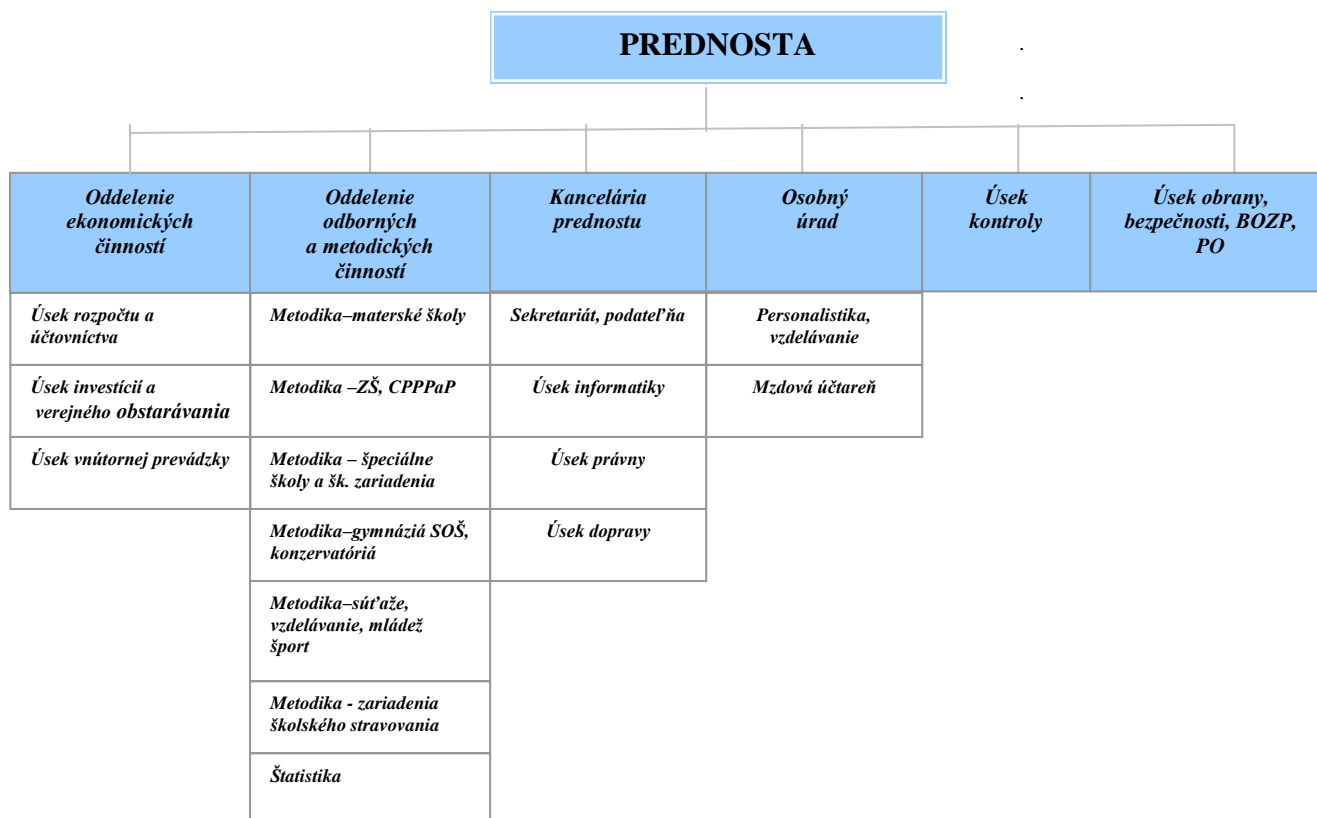 PREDNOSTA
.
.
Oddelenie
ekonomických
činností
Oddelenie
odborných
a metodických
činností
Kancelária
prednostu
Osobný
úrad
Úsek
kontroly
Úsek obrany,
bezpečnosti, BOZP,
PO
Úsek rozpočtu a
účtovníctva
Úsek investícií a
verejného obstarávania
Úsek vnútornej prevádzky
Metodika–materské školy
Metodika –ZŠ, CPPPaP
Metodika – špeciálne
školy a šk. zariadenia
Metodika–gymnáziá SOŠ,
konzervatóriá
Metodika–súťaže,
vzdelávanie, mládež
šport
Metodika - zariadenia
školského stravovania
Štatistika
Sekretariát, podateľňa
Úsek informatiky
Úsek právny
Úsek dopravy
Personalistika,
vzdelávanie
Mzdová účtareň